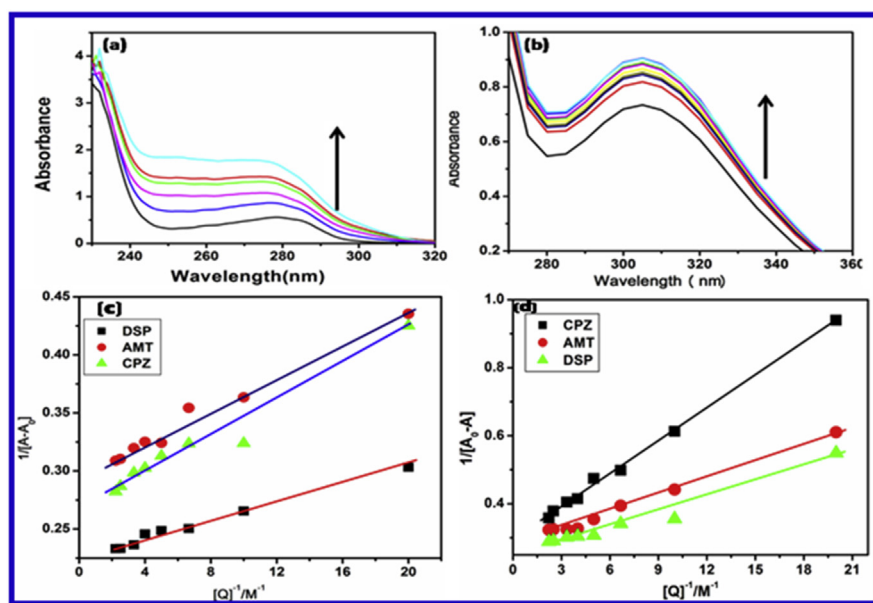 (a)
4
3
2
1
0
Absorbance
240 260 280 300 320
Wavelength(nm)
(b)
1.0
0.8
0.6
0.4
0.2
Absorbance
280 300 320 340 360
Wavelength ( nm)
(c)
DSP
AMT
CPZ
0.45
0.40
0.35
0.30
0.25
1/[A-A0]
0 4 8 12 16 20
[Q]-1/M-1
(d)
CPZ
AMT
DSP
1.0
0.8
0.6
0.4
1/[A0-A]
3 6 9 12 15 18 21
[Q]-1/M-1